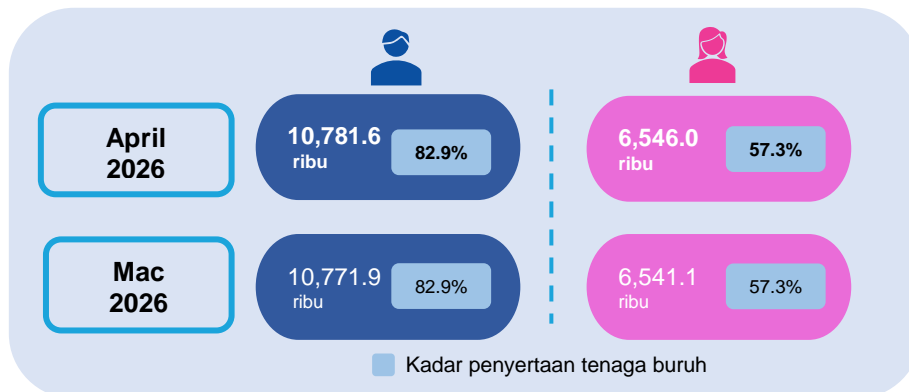 April
2026
10,781.6
ribu
82.9%
6,546.0
ribu
57.3%
Mac
2026
10,771.9
ribu
82.9%
6,541.1
ribu
57.3%
Kadar penyertaan tenaga buruh